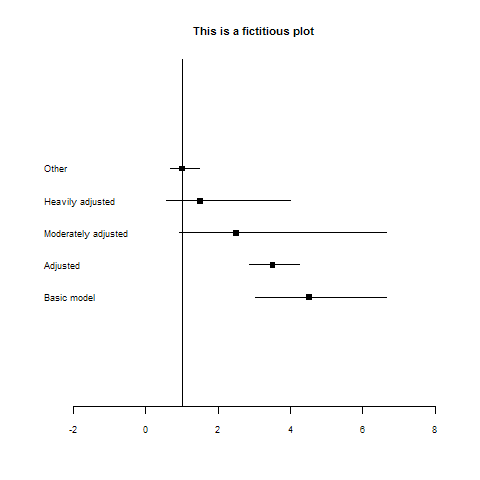 This is a fictitious plot
Other
Heavily adjusted
Moderately adjusted
Adjusted
Basic model
-2 0 2 4 6 8